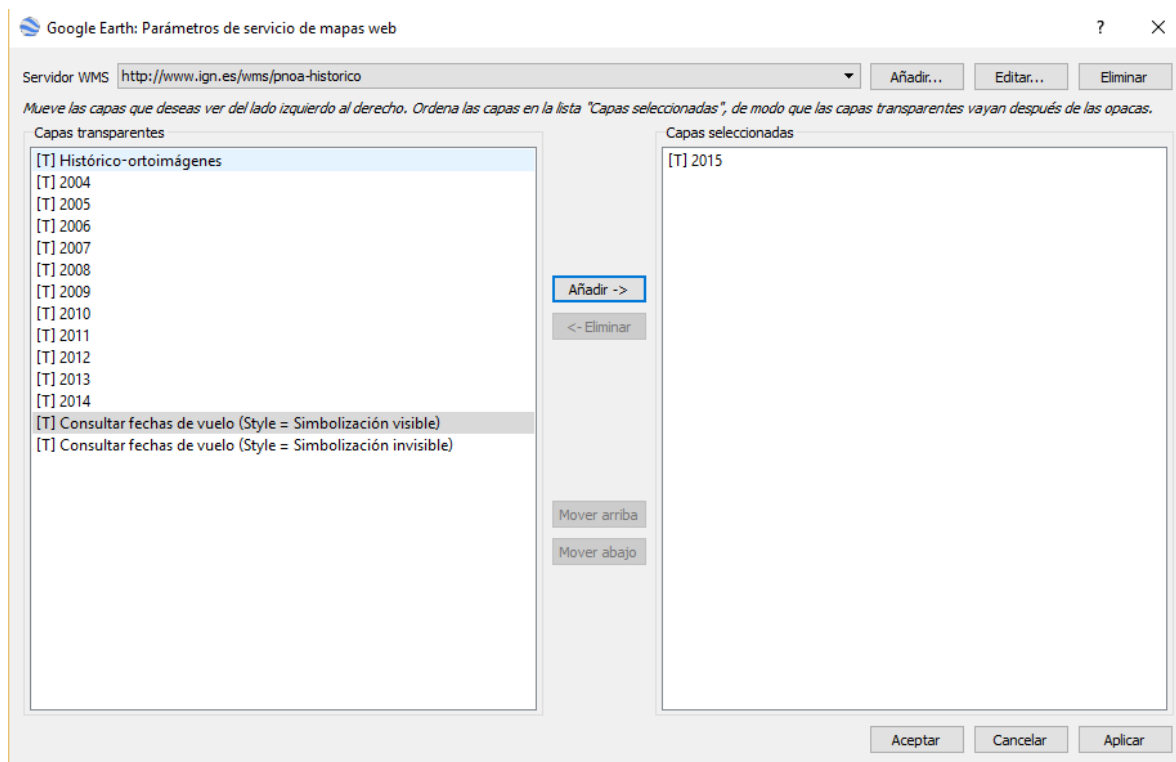 Google Earth: Parámetros de servicio de mapas web
?
Servidor WMS http://www.ign.es/wms/pnoa-historico Añadir... Editar... Eliminar
Mueve las capas que deseas ver del lado izquierdo al derecho. Ordena las capas en la lista "Capas seleccionadas", de modo que las capas transparentes vayan después de las opacas.
Capas transparentes
[T] Histórico-ortoimágenes
[T] 2004
[T] 2005
[T] 2006
[T] 2007
[T] 2008
[T] 2009
[T] 2010
[T] 2011
[T] 2012
[T] 2013
[T] 2014
[T] Consultar fechas de vuelo (Style = Simbolización visible)
[T] Consultar fechas de vuelo (Style = Simbolización invisible)
Añadir ->
<- Eliminar
Mover arriba
Mover abajo
Capas seleccionadas
[T] 2015
Aceptar Cancelar Aplicar